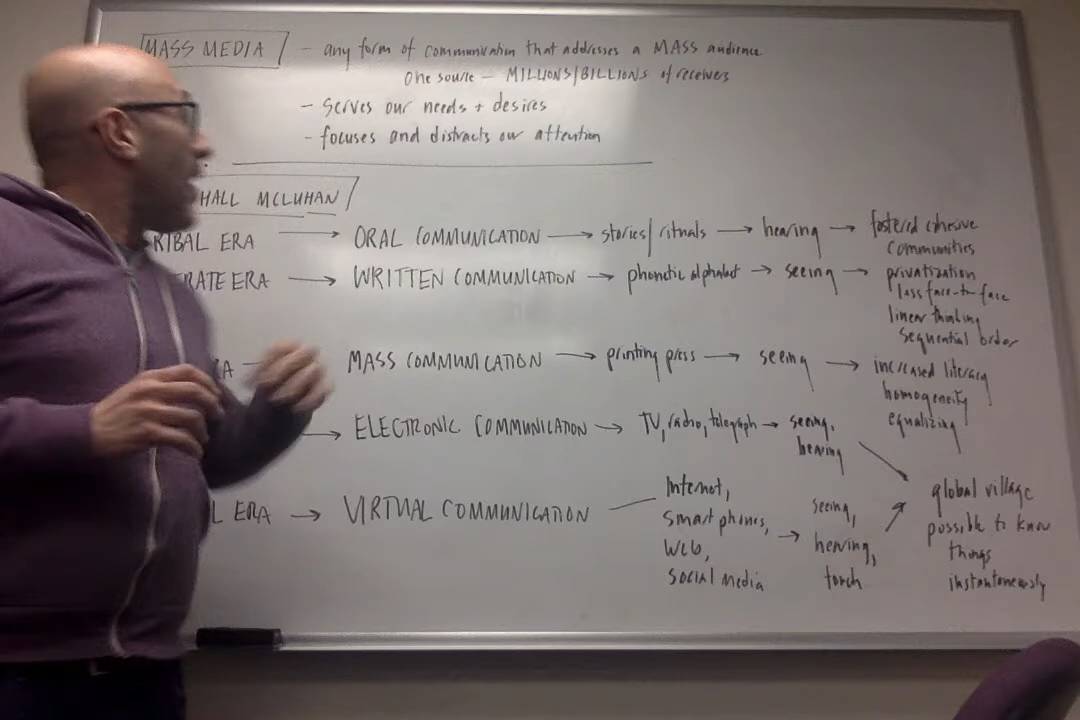 MASS MEDIA - any form of communication that addresses a MASS audience
One source - MILLIONS/BILLIONS of receivers
- serves our needs + desires
- focuses and distracts our attention
HALL MCLUHAN
RIBAL ERA → ORAL COMMUNICATION → stories/rituals → hearing → fostered cohesive
communities
RATE ERA → WRITTEN COMMUNICATION → phonetic alphabet → seeing → privatization
less face-to-face
linear thinking
sequential order
RA MASS COMMUNICATION → printing press → seeing → increased literacy
homogeneity
equalizing
→ ELECTRONIC COMMUNICATION → TV, radio, telegraph → seeing,
hearing
L ERA → VIRTUAL COMMUNICATION - Internet,
smart phones,
Web,
social media
→ seeing,
hearing,
touch
global village
possible to know
things
instantaneously